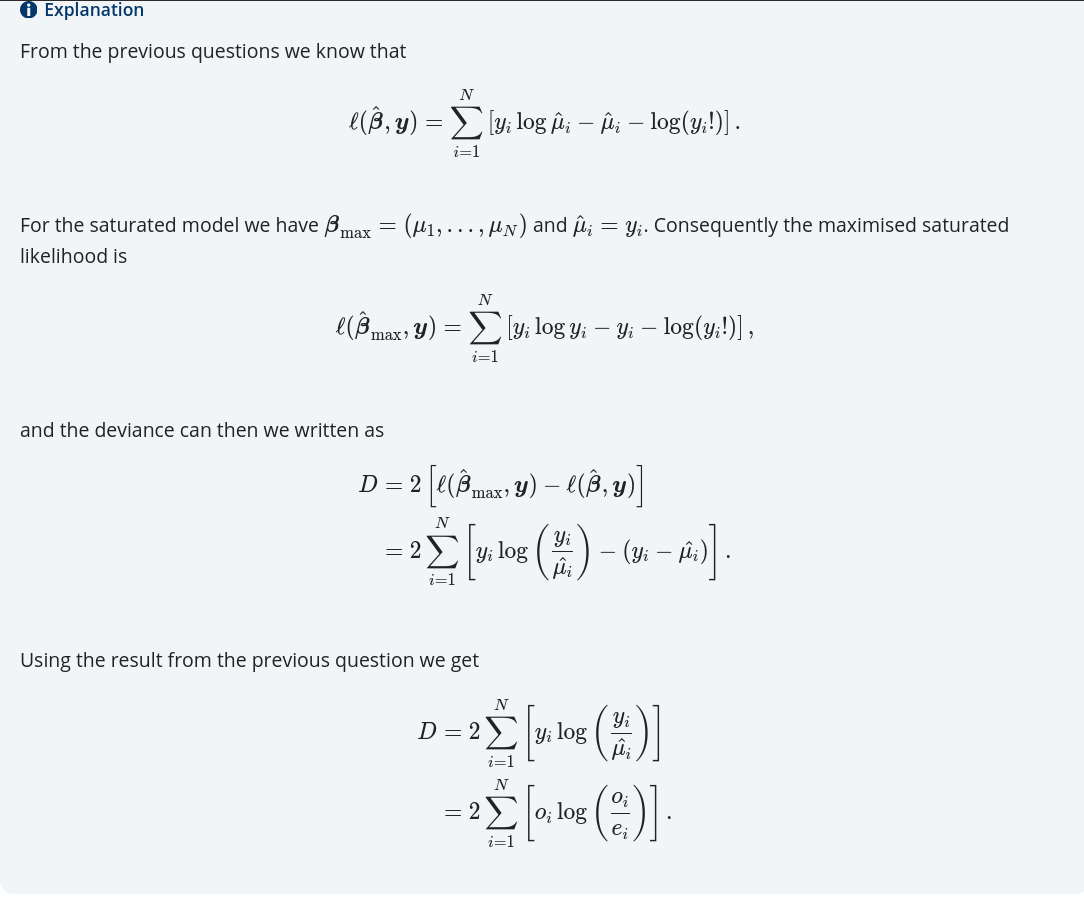 Explanation
From the previous questions we know that
$$\ell(\hat{\boldsymbol{\beta}}, \boldsymbol{y}) = \sum_{i=1}^{N} [y_i \log \hat{\mu}_i - \hat{\mu}_i - \log(y_i!)] .$$
For the saturated model we have $\boldsymbol{\beta}_{\max} = (\mu_1, \ldots, \mu_N)$ and $\hat{\mu}_i = y_i$. Consequently the maximised saturated
likelihood is
$$\ell(\hat{\boldsymbol{\beta}}_{\max}, \boldsymbol{y}) = \sum_{i=1}^{N} [y_i \log y_i - y_i - \log(y_i!)] ,$$
and the deviance can then we written as
$$D = 2 \left[ \ell(\hat{\boldsymbol{\beta}}_{\max}, \boldsymbol{y}) - \ell(\hat{\boldsymbol{\beta}}, \boldsymbol{y}) \right]$$
$$= 2 \sum_{i=1}^{N} \left[ y_i \log \left( \frac{y_i}{\hat{\mu}_i} \right) - (y_i - \hat{\mu}_i) \right] .$$
Using the result from the previous question we get
$$D = 2 \sum_{i=1}^{N} \left[ y_i \log \left( \frac{y_i}{\hat{\mu}_i} \right) \right]$$
$$= 2 \sum_{i=1}^{N} \left[ o_i \log \left( \frac{o_i}{e_i} \right) \right] .$$